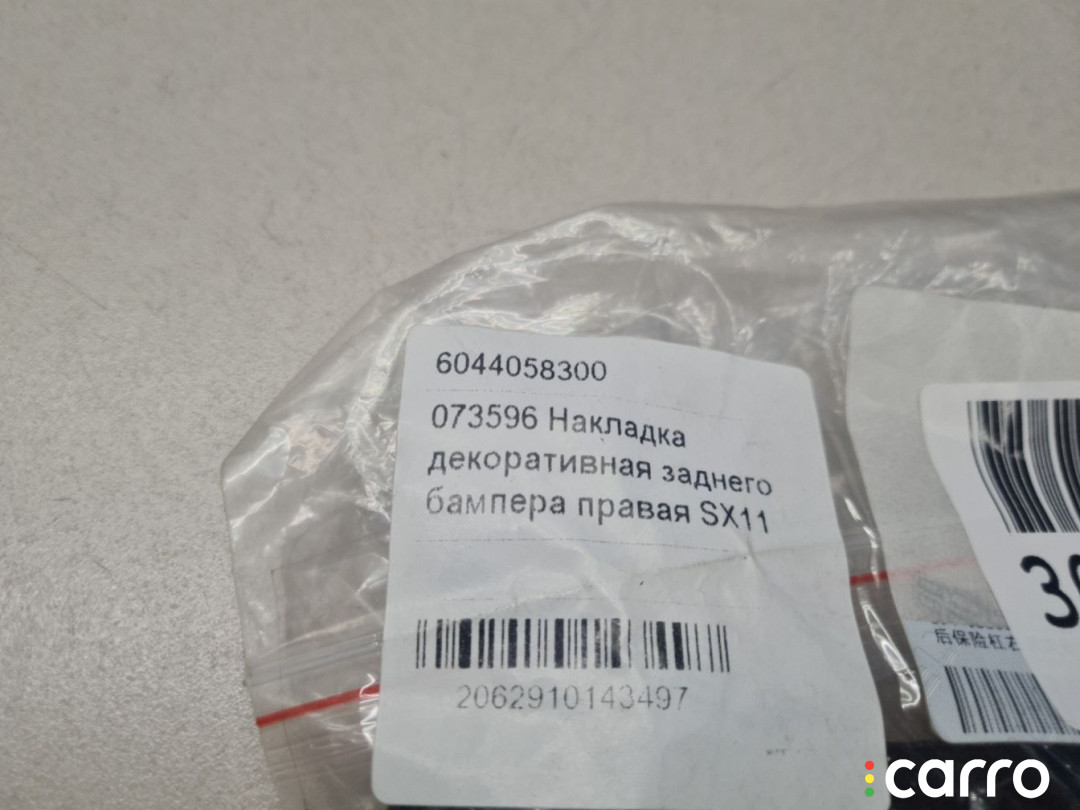 6044058300
073596 Накладка
декоративная заднего
бампера правая SX11
2062910143497
后保险杠右
carro